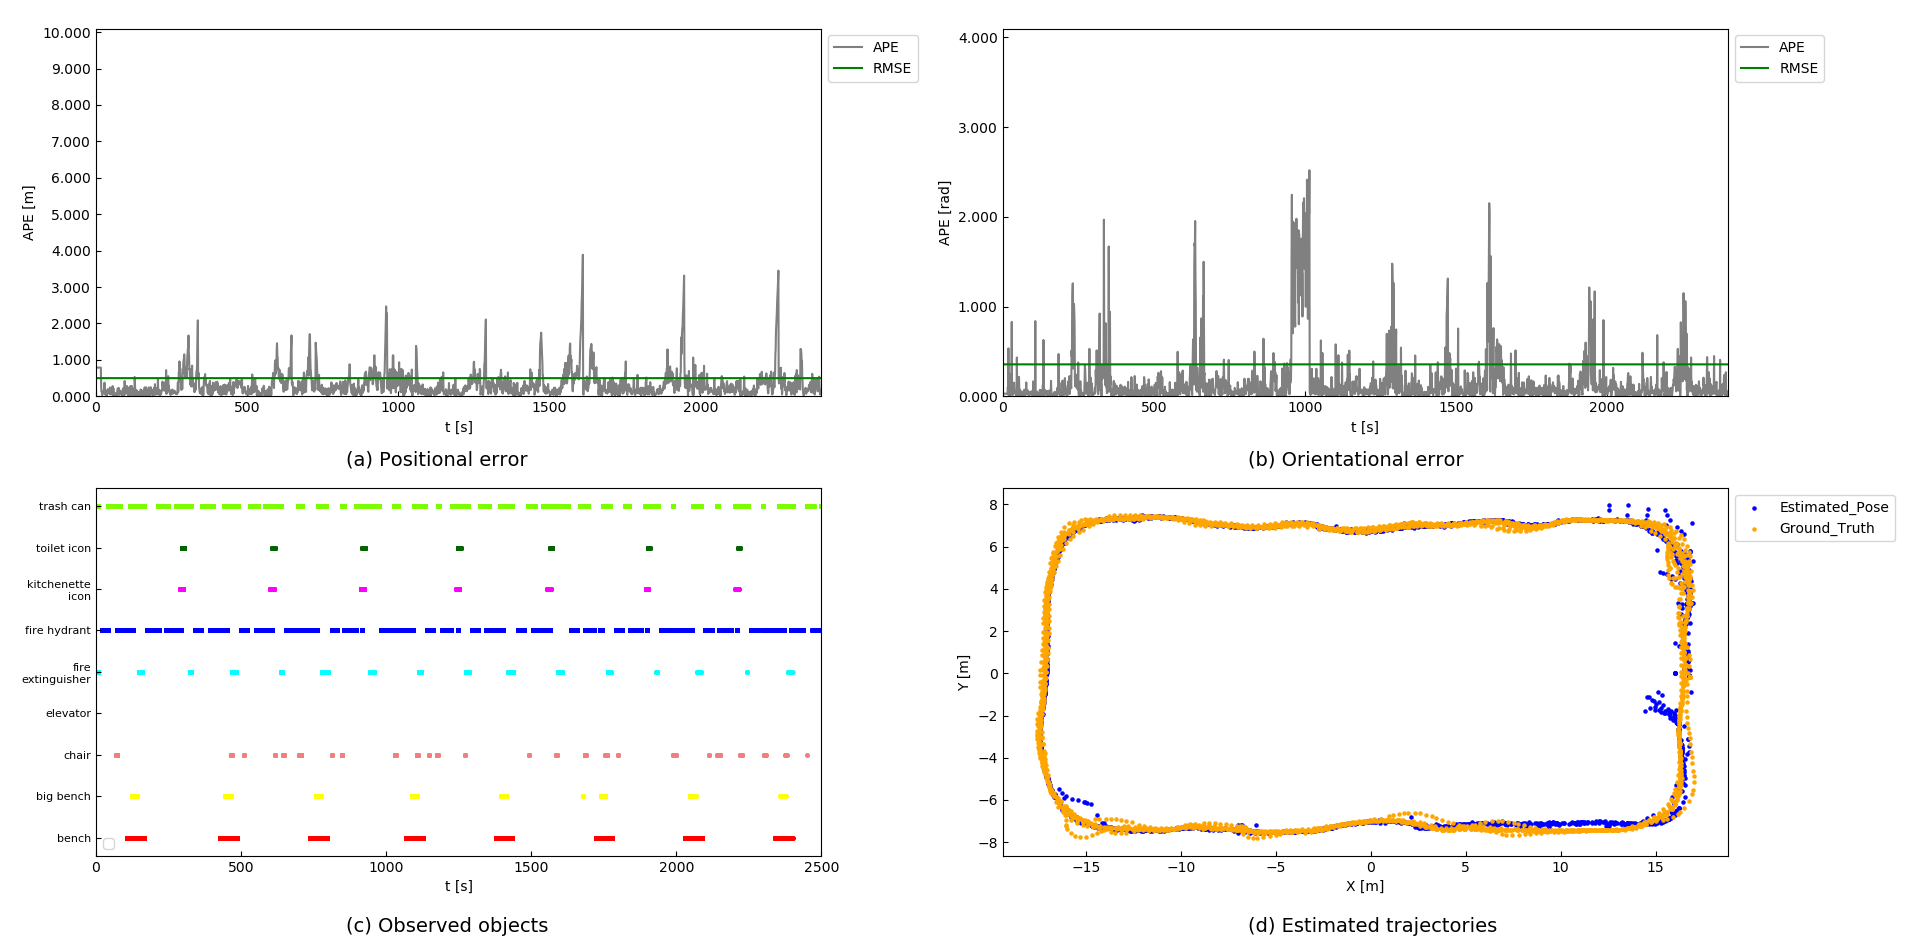 10.000
9.000
8.000
7.000
6.000
5.000
4.000
3.000
2.000
1.000
0.000
APE [m]
0
500
1000
1500
2000
t [s]
APE
RMSE
(a) Positional error
4.000
3.000
2.000
1.000
0.000
APE [rad]
0
500
1000
1500
2000
t [s]
APE
RMSE
(b) Orientational error
trash can
toilet icon
kitchenette
icon
fire hydrant
fire
extinguisher
elevator
chair
big bench
bench
0
500
1000
1500
2000
2500
t [s]
(c) Observed objects
8
6
4
2
0
−2
−4
−6
−8
Y [m]
−15
−10
−5
0
5
10
15
X [m]
Estimated_Pose
Ground_Truth
(d) Estimated trajectories